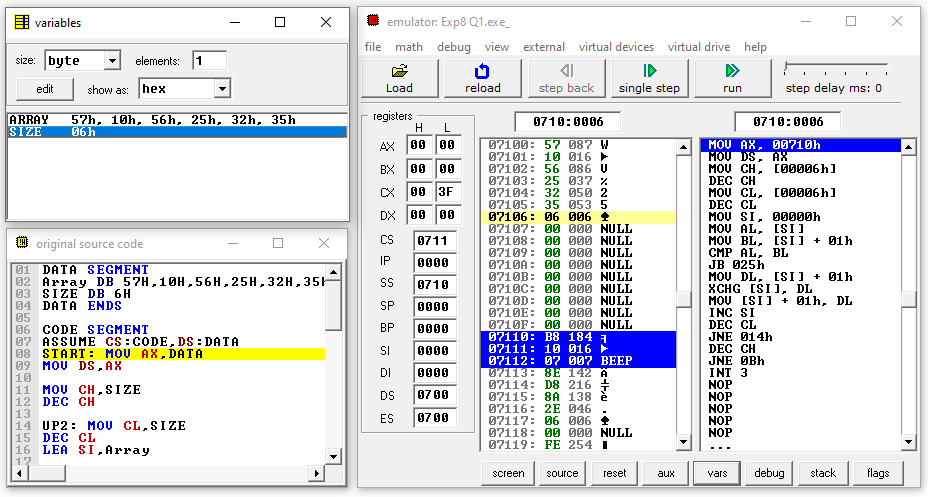 variables
size: byte elements: 1
edit show as: hex
ARRAY 57h, 10h, 56h, 25h, 32h, 35h
SIZE 06h
original source code
01 DATA SEGMENT
02 Array DB 57H,10H,56H,25H,32H,35H
03 SIZE DB 6H
04 DATA ENDS
05
06 CODE SEGMENT
07 ASSUME CS:CODE,DS:DATA
08 START: MOV AX,DATA
09 MOV DS,AX
10
11 MOV CH,SIZE
12 DEC CH
13
14 UP2: MOV CL,SIZE
15 DEC CL
16 LEA SI,Array
17
emulator: Exp8 Q1.exe_
file math debug view external virtual devices virtual drive help
Load reload step back single step run step delay ms: 0
registers
H L
AX 00 00
BX 00 00
CX 00 3F
DX 00 00
CS 0711
IP 0000
SS 0710
SP 0000
BP 0000
SI 0000
DI 0000
DS 0700
ES 0700
0710:0006
07100: 57 087 W
07101: 10 016 ►
07102: 56 086 V
07103: 25 037 %
07104: 32 050 2
07105: 35 053 5
07106: 06 006 ♠
07107: 00 000 NULL
07108: 00 000 NULL
07109: 00 000 NULL
0710A: 00 000 NULL
0710B: 00 000 NULL
0710C: 00 000 NULL
0710D: 00 000 NULL
0710E: 00 000 NULL
0710F: 00 000 NULL
07110: B8 184 ╕
07111: 10 016 ►
07112: 07 007 BEEP
07113: 8E 142 Ä
07114: D8 216 ╪
07115: 8A 138 è
07116: 2E 046 .
07117: 06 006 ♠
07118: 00 000 NULL
07119: FE 254 ■
0710:0006
MOV AX, 00710h
MOV DS, AX
MOV CH, [00006h]
DEC CH
MOV CL, [00006h]
DEC CL
MOV SI, 00000h
MOV AL, [SI]
MOV BL, [SI] + 01h
CMP AL, BL
JB 025h
MOV DL, [SI] + 01h
XCHG [SI], DL
MOV [SI] + 01h, DL
INC SI
DEC CL
JNE 014h
DEC CH
JNE 0Bh
INT 3
NOP
NOP
NOP
NOP
NOP
...
screen source reset aux vars debug stack flags